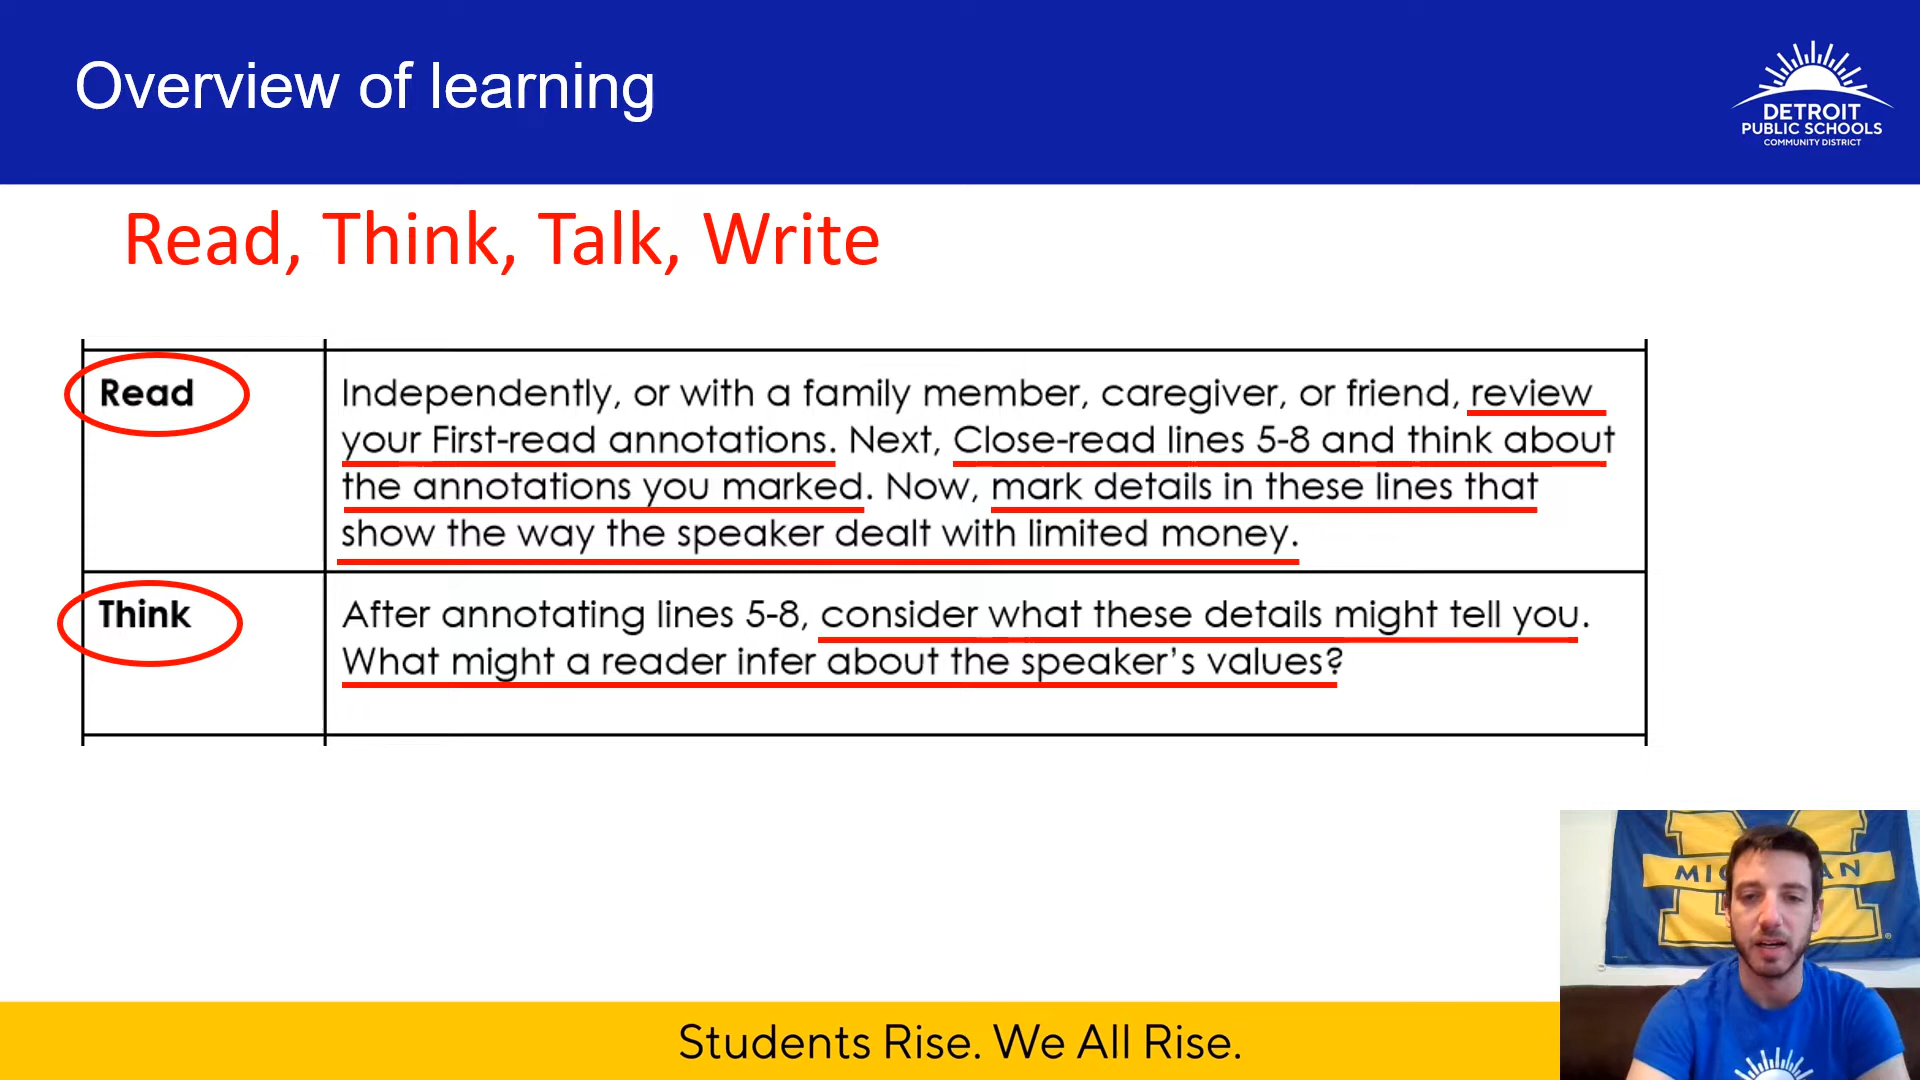 Overview of learning
DETROIT
PUBLIC SCHOOLS
COMMUNITY DISTRICT
Read, Think, Talk, Write
Read
Independently, or with a family member, caregiver, or friend, review
your First-read annotations. Next, Close-read lines 5-8 and think about
the annotations you marked. Now, mark details in these lines that
show the way the speaker dealt with limited money.
Think
After annotating lines 5-8, consider what these details might tell you.
What might a reader infer about the speaker's values?
Students Rise. We All Rise.